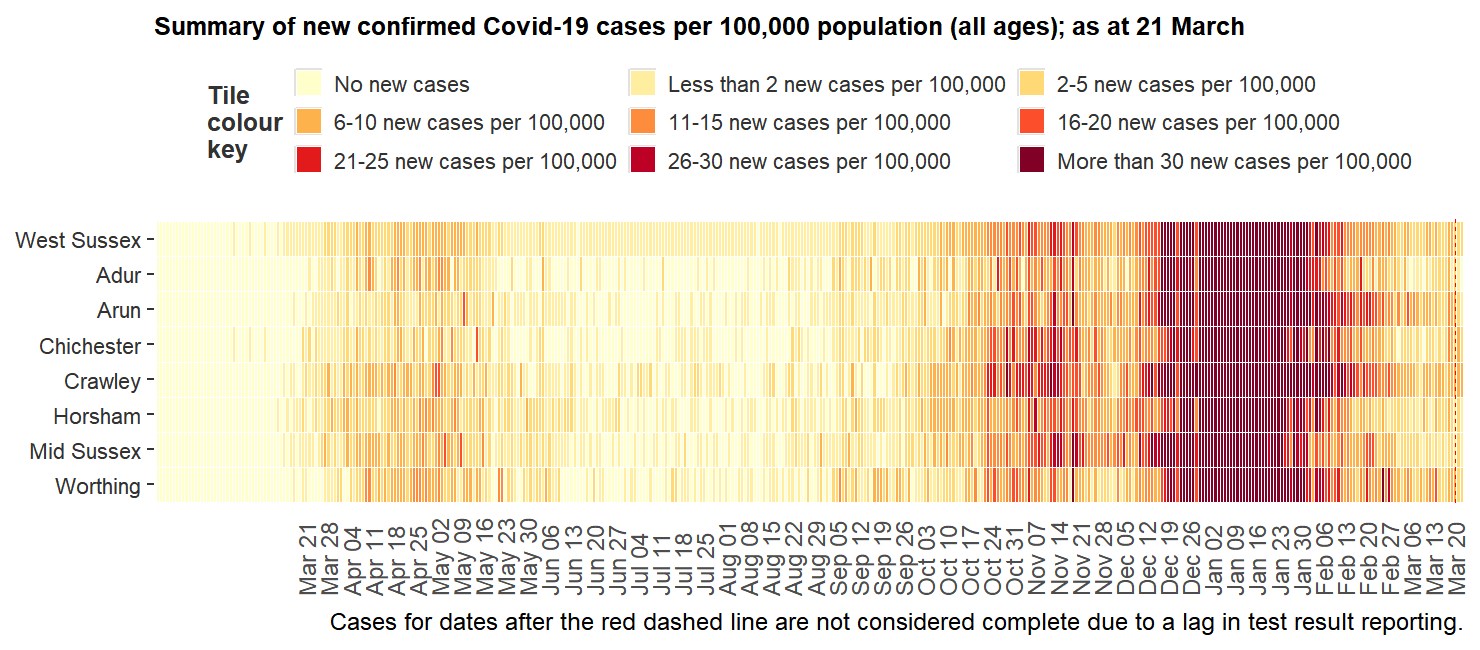 Summary of new confirmed Covid-19 cases per 100,000 population (all ages); as at 21 March
Tile
colour
key
No new cases
Less than 2 new cases per 100,000
2-5 new cases per 100,000
6-10 new cases per 100,000
11-15 new cases per 100,000
16-20 new cases per 100,000
21-25 new cases per 100,000
26-30 new cases per 100,000
More than 30 new cases per 100,000
West Sussex
Adur
Arun
Chichester
Crawley
Horsham
Mid Sussex
Worthing
Mar 21
Mar 28
Apr 04
Apr 11
Apr 18
Apr 25
May 02
May 09
May 16
May 23
May 30
Jun 06
Jun 13
Jun 20
Jun 27
Jul 04
Jul 11
Jul 18
Jul 25
Aug 01
Aug 08
Aug 15
Aug 22
Aug 29
Sep 05
Sep 12
Sep 19
Sep 26
Oct 03
Oct 10
Oct 17
Oct 24
Oct 31
Nov 07
Nov 14
Nov 21
Nov 28
Dec 05
Dec 12
Dec 19
Dec 26
Jan 02
Jan 09
Jan 16
Jan 23
Jan 30
Feb 06
Feb 13
Feb 20
Feb 27
Mar 06
Mar 13
Mar 20
Cases for dates after the red dashed line are not considered complete due to a lag in test result reporting.